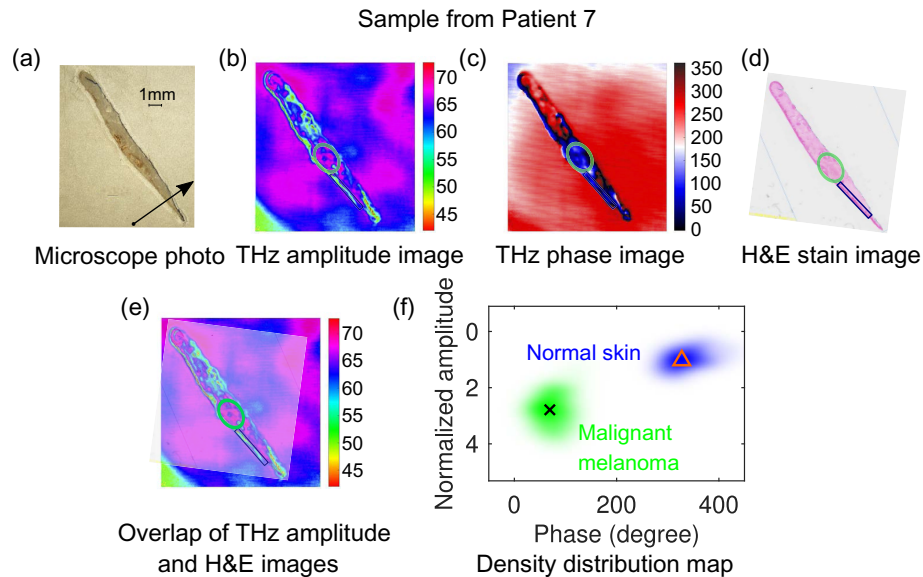 Sample from Patient 7
(a)
1mm
Microscope photo
(b)
70
65
60
55
50
45
THz amplitude image
(c)
350
300
250
200
150
100
50
0
THz phase image
(d)
H&E stain image
(e)
70
65
60
55
50
45
Overlap of THz amplitude
and H&E images
(f)
Normalized amplitude
0
2
4
Normal skin
Malignant
melanoma
0
200
400
Phase (degree)
Density distribution map